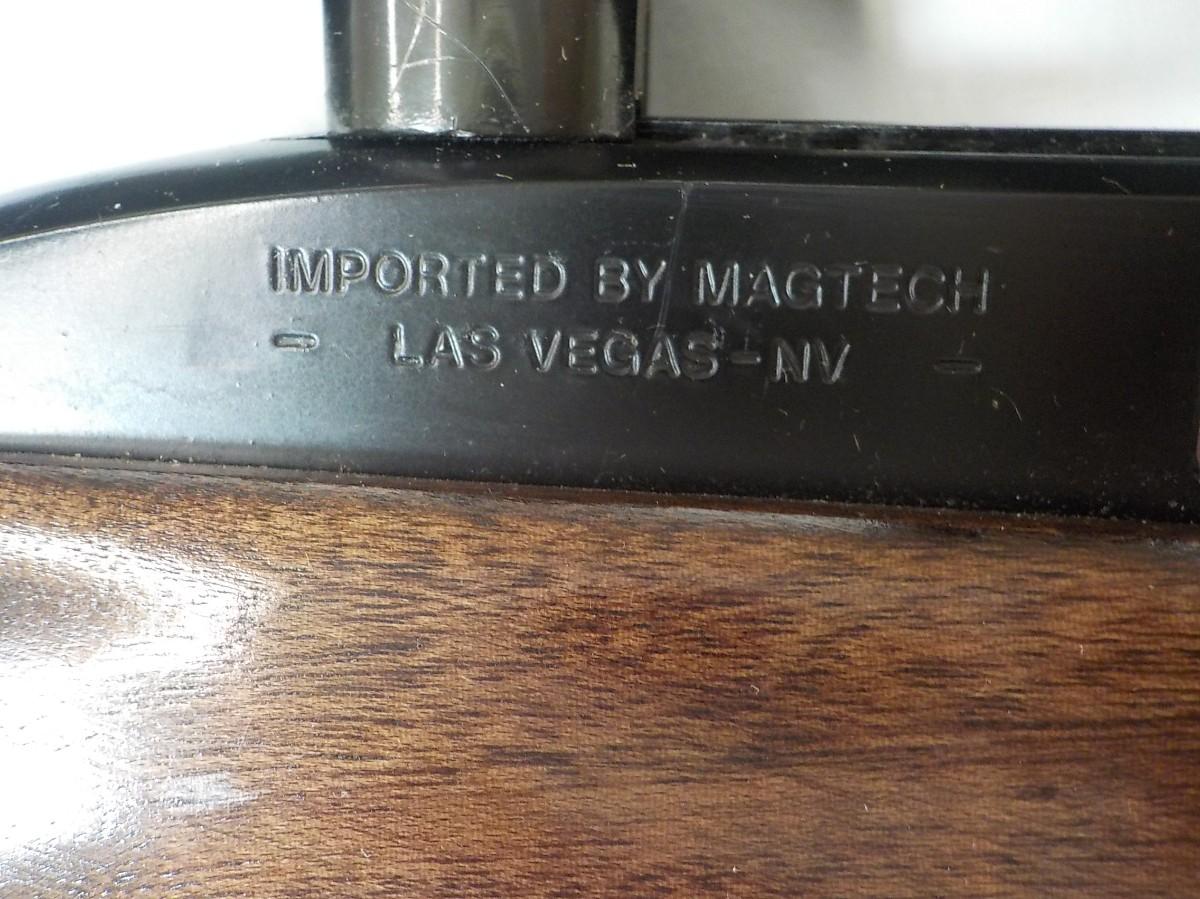 IMPORTED BY MAGTECH
- LAS VEGAS-NV -